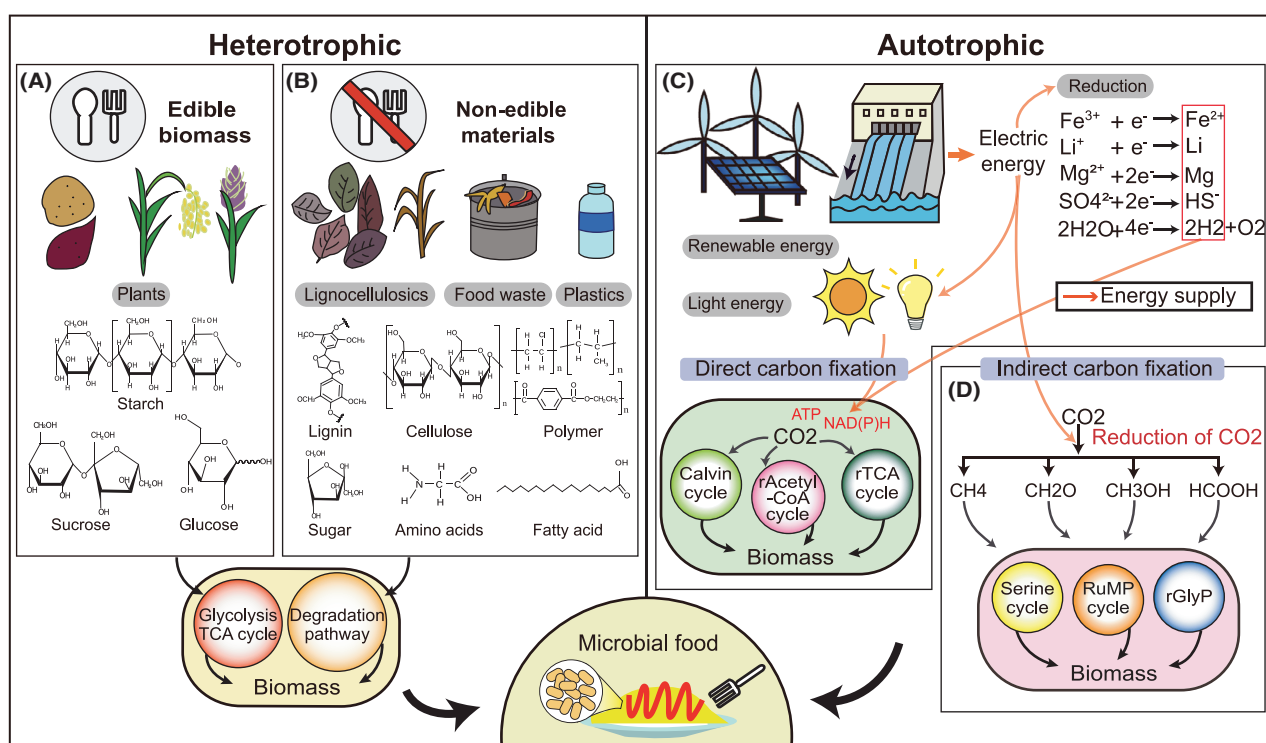 Heterotrophic
Autotrophic
(A)
Edible
biomass
Plants
CH₂OH
CH₂OH
CH₂OH
Starch
Sucrose
Glucose
(B)
Non-edible
materials
Lignocellulosics
Food waste
Plastics
Lignin
Cellulose
Polymer
Sugar
Amino acids
Fatty acid
Glycolysis
TCA cycle
Degradation
pathway
Biomass
Microbial food
(C)
Renewable energy
Light energy
Electric
energy
Reduction
Fe³⁺ + e⁻ → Fe²⁺
Li⁺ + e⁻ → Li
Mg²⁺ +2e⁻ → Mg
SO4²⁻+2e⁻ → HS⁻
2H2O+4e⁻ → 2H2+O2
→ Energy supply
Direct carbon fixation
ATP
NAD(P)H
CO2
Calvin
cycle
rAcetyl
-CoA
cycle
rTCA
cycle
Biomass
Indirect carbon fixation
(D)
CO2
Reduction of CO2
CH4
CH2O
CH3OH
HCOOH
Serine
cycle
RuMP
cycle
rGlyP
Biomass